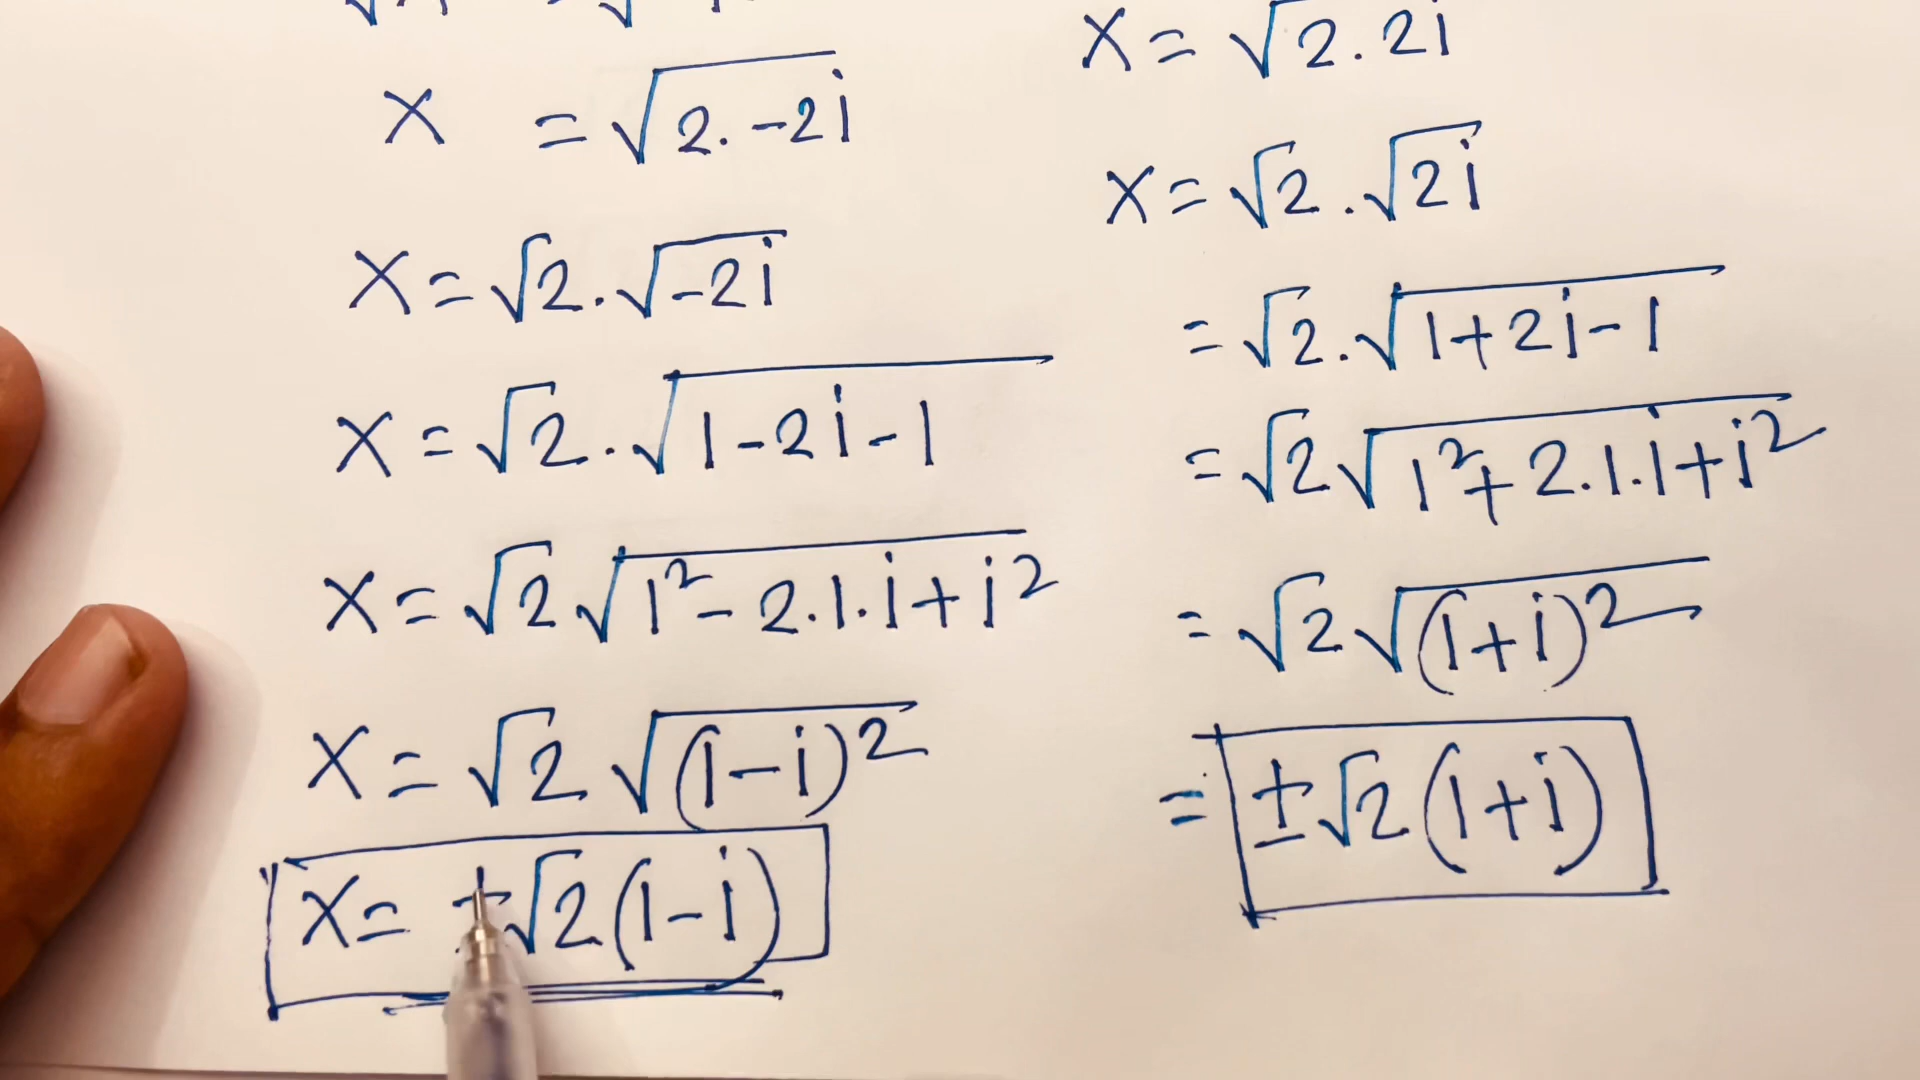 x = √2.-2i
x = √2.√-2i
x = √2.√1-2i-1
x = √2√1²-2.1.i+i²
x = √2√(1-i)²
x = ±√2(1-i)
x = √2.2i
x = √2.√2i
= √2.√1+2i-1
= √2√1²+2.1.i+i²
= √2√(1+i)²
= ±√2(1+i)